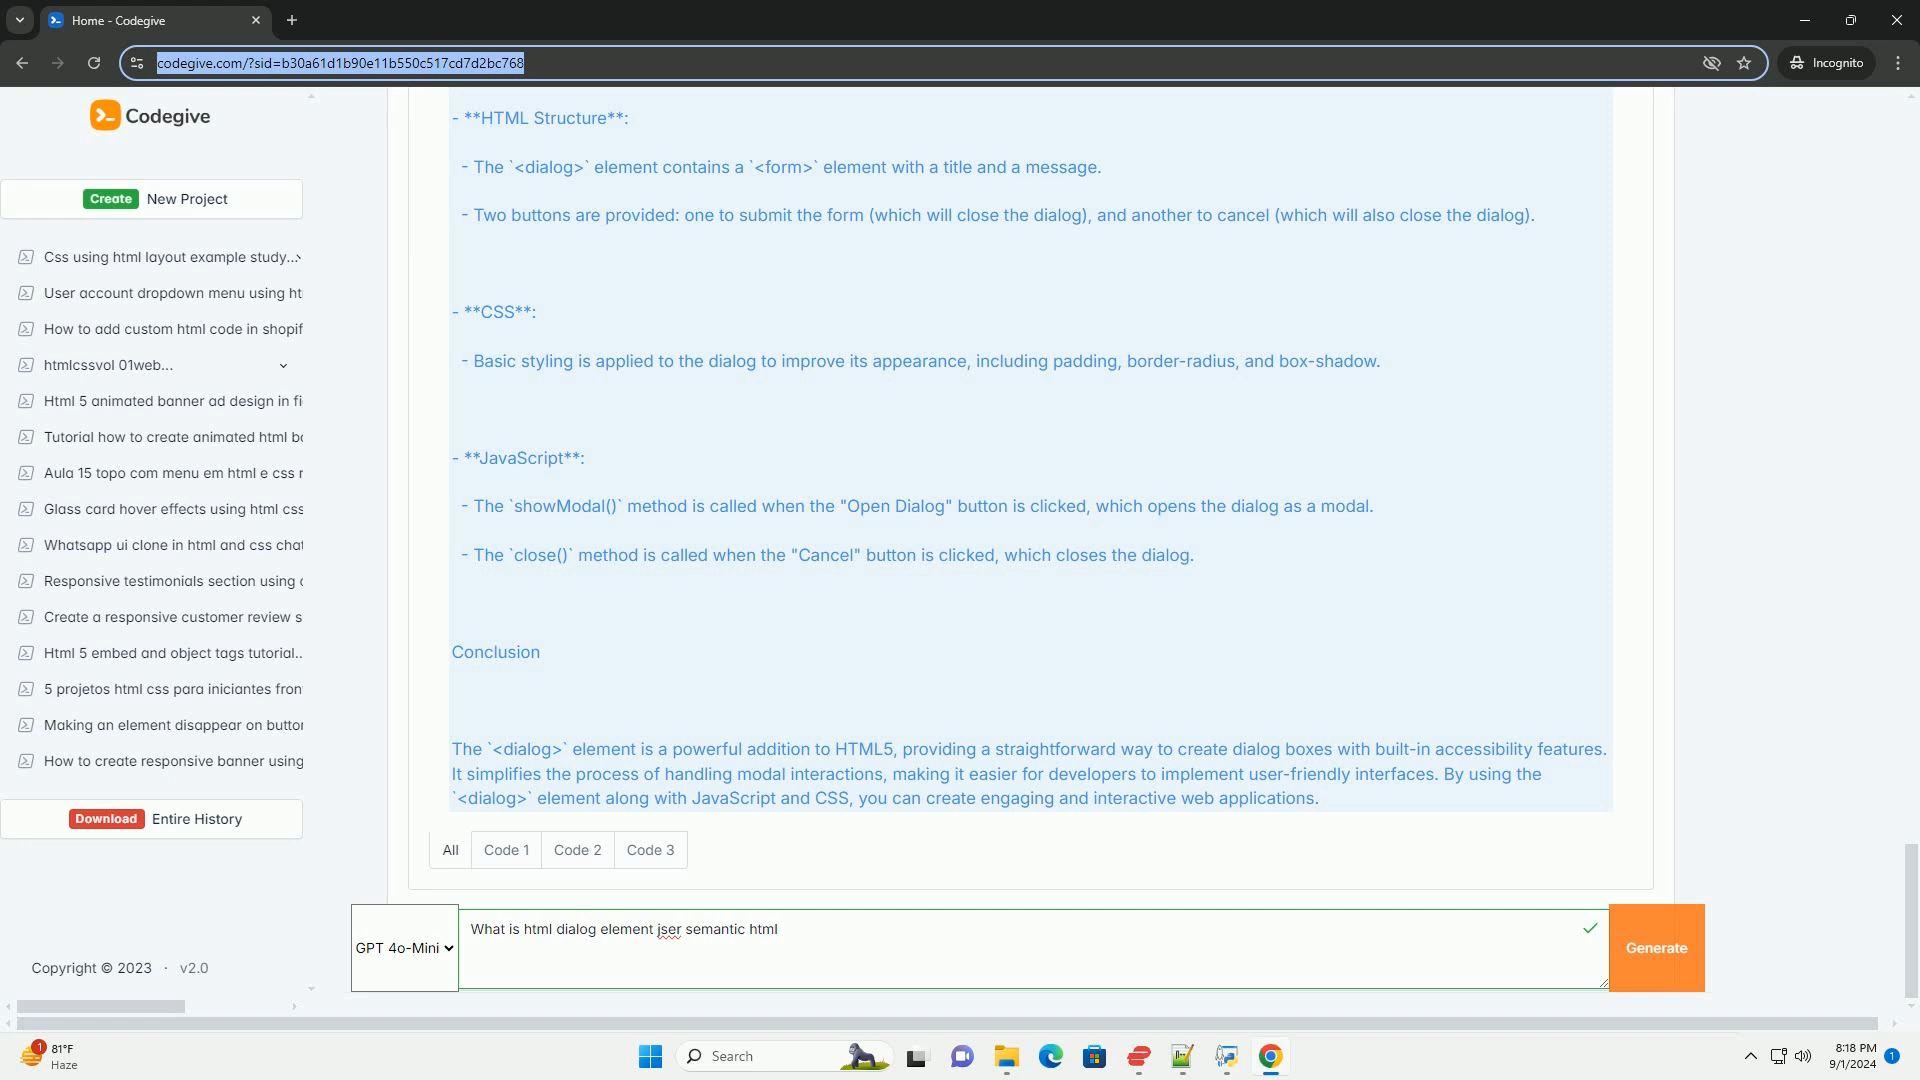 Home - Codegive
codegive.com/?sid=b30a61d1b90e11b550c517cd7d2bc768
Incognito
Codegive
Create New Project
Css using html layout example study...
User account dropdown menu using ht
How to add custom html code in shopif
htmlcssvol 01web...
Html 5 animated banner ad design in fi
Tutorial how to create animated html b
Aula 15 topo com menu em html e css r
Glass card hover effects using html css
Whatsapp ui clone in html and css chat
Responsive testimonials section using
Create a responsive customer review s
Html 5 embed and object tags tutorial..
5 projetos html css para iniciantes fron
Making an element disappear on button
How to create responsive banner using
Download Entire History
Copyright © 2023 · v2.0
- **HTML Structure**:
- The `<dialog>` element contains a `<form>` element with a title and a message.
- Two buttons are provided: one to submit the form (which will close the dialog), and another to cancel (which will also close the dialog).
- **CSS**:
- Basic styling is applied to the dialog to improve its appearance, including padding, border-radius, and box-shadow.
- **JavaScript**:
- The `showModal()` method is called when the "Open Dialog" button is clicked, which opens the dialog as a modal.
- The `close()` method is called when the "Cancel" button is clicked, which closes the dialog.
Conclusion
The `<dialog>` element is a powerful addition to HTML5, providing a straightforward way to create dialog boxes with built-in accessibility features.
It simplifies the process of handling modal interactions, making it easier for developers to implement user-friendly interfaces. By using the
`<dialog>` element along with JavaScript and CSS, you can create engaging and interactive web applications.
All Code 1 Code 2 Code 3
GPT 4o-Mini
What is html dialog element jser semantic html
Generate
1
81°F
Haze
Search
8:18 PM
9/1/2024
1